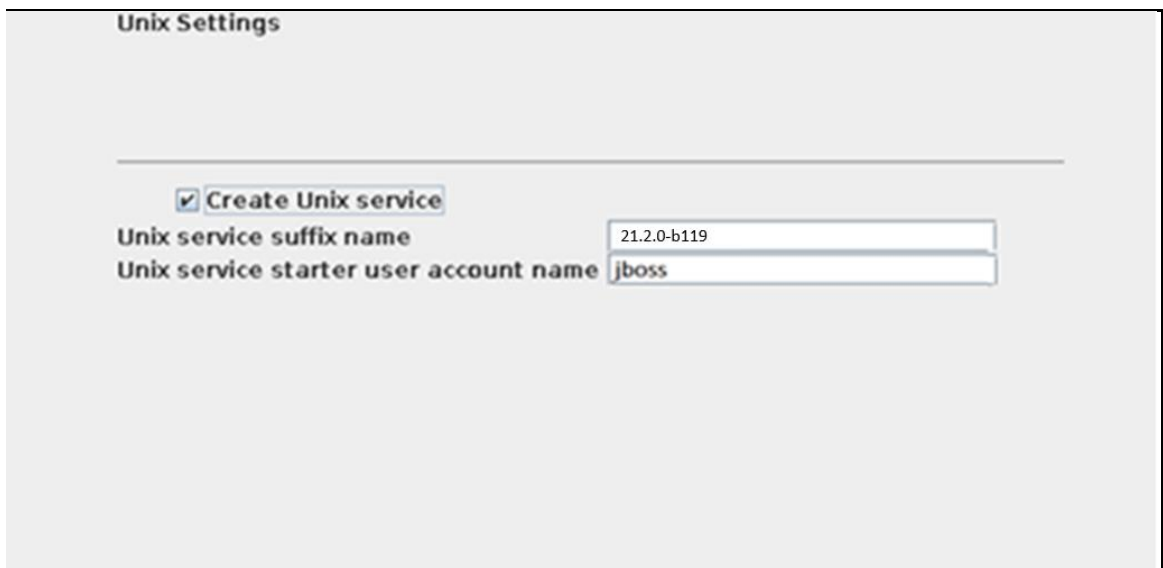 Unix Settings
Create Unix service
Unix service suffix name 21.2.0-b119
Unix service starter user account name jboss